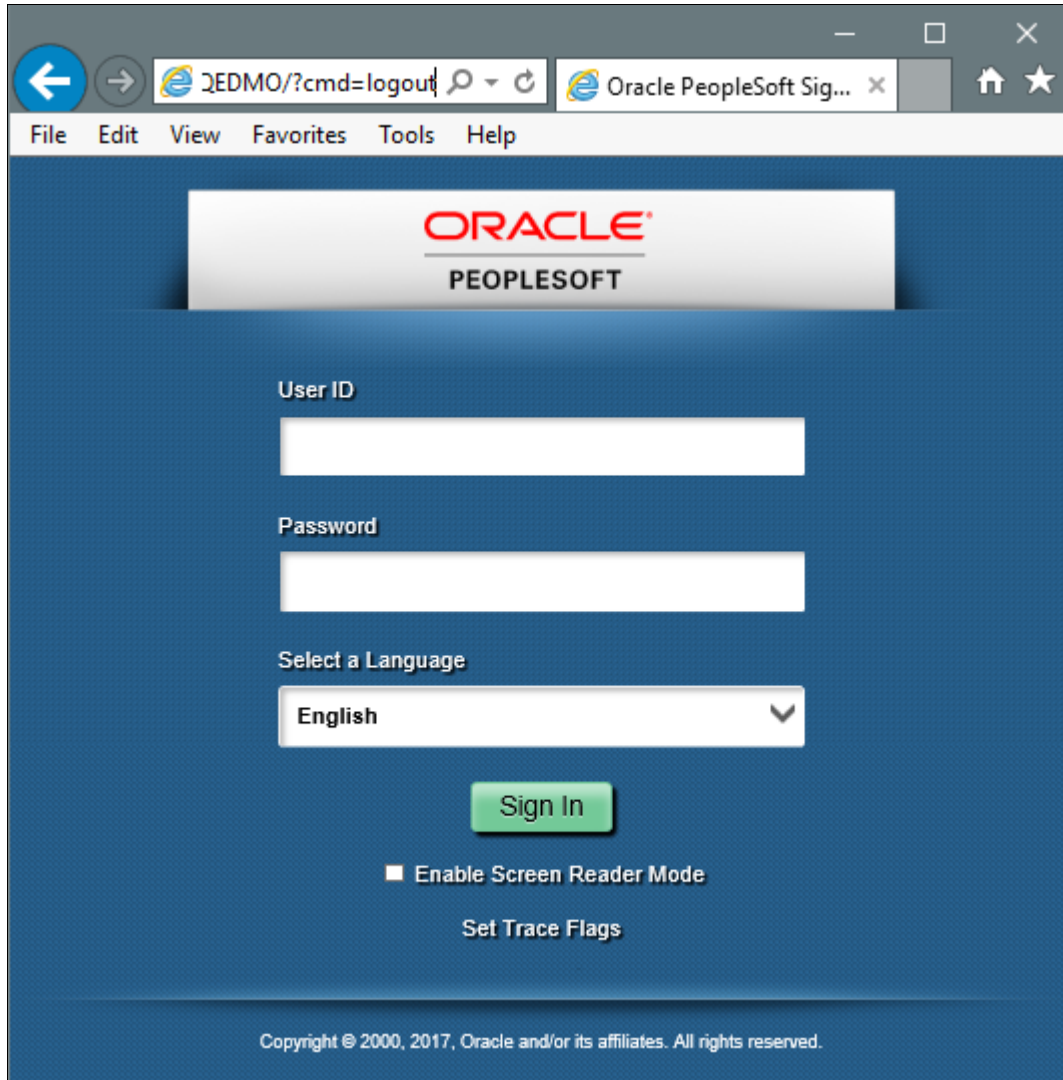 QEDMO/?cmd=logout
Oracle PeopleSoft Sig...
File Edit View Favorites Tools Help
ORACLE
PEOPLESOFT
User ID
Password
Select a Language
English
Sign In
Enable Screen Reader Mode
Set Trace Flags
Copyright © 2000, 2017, Oracle and/or its affiliates. All rights reserved.